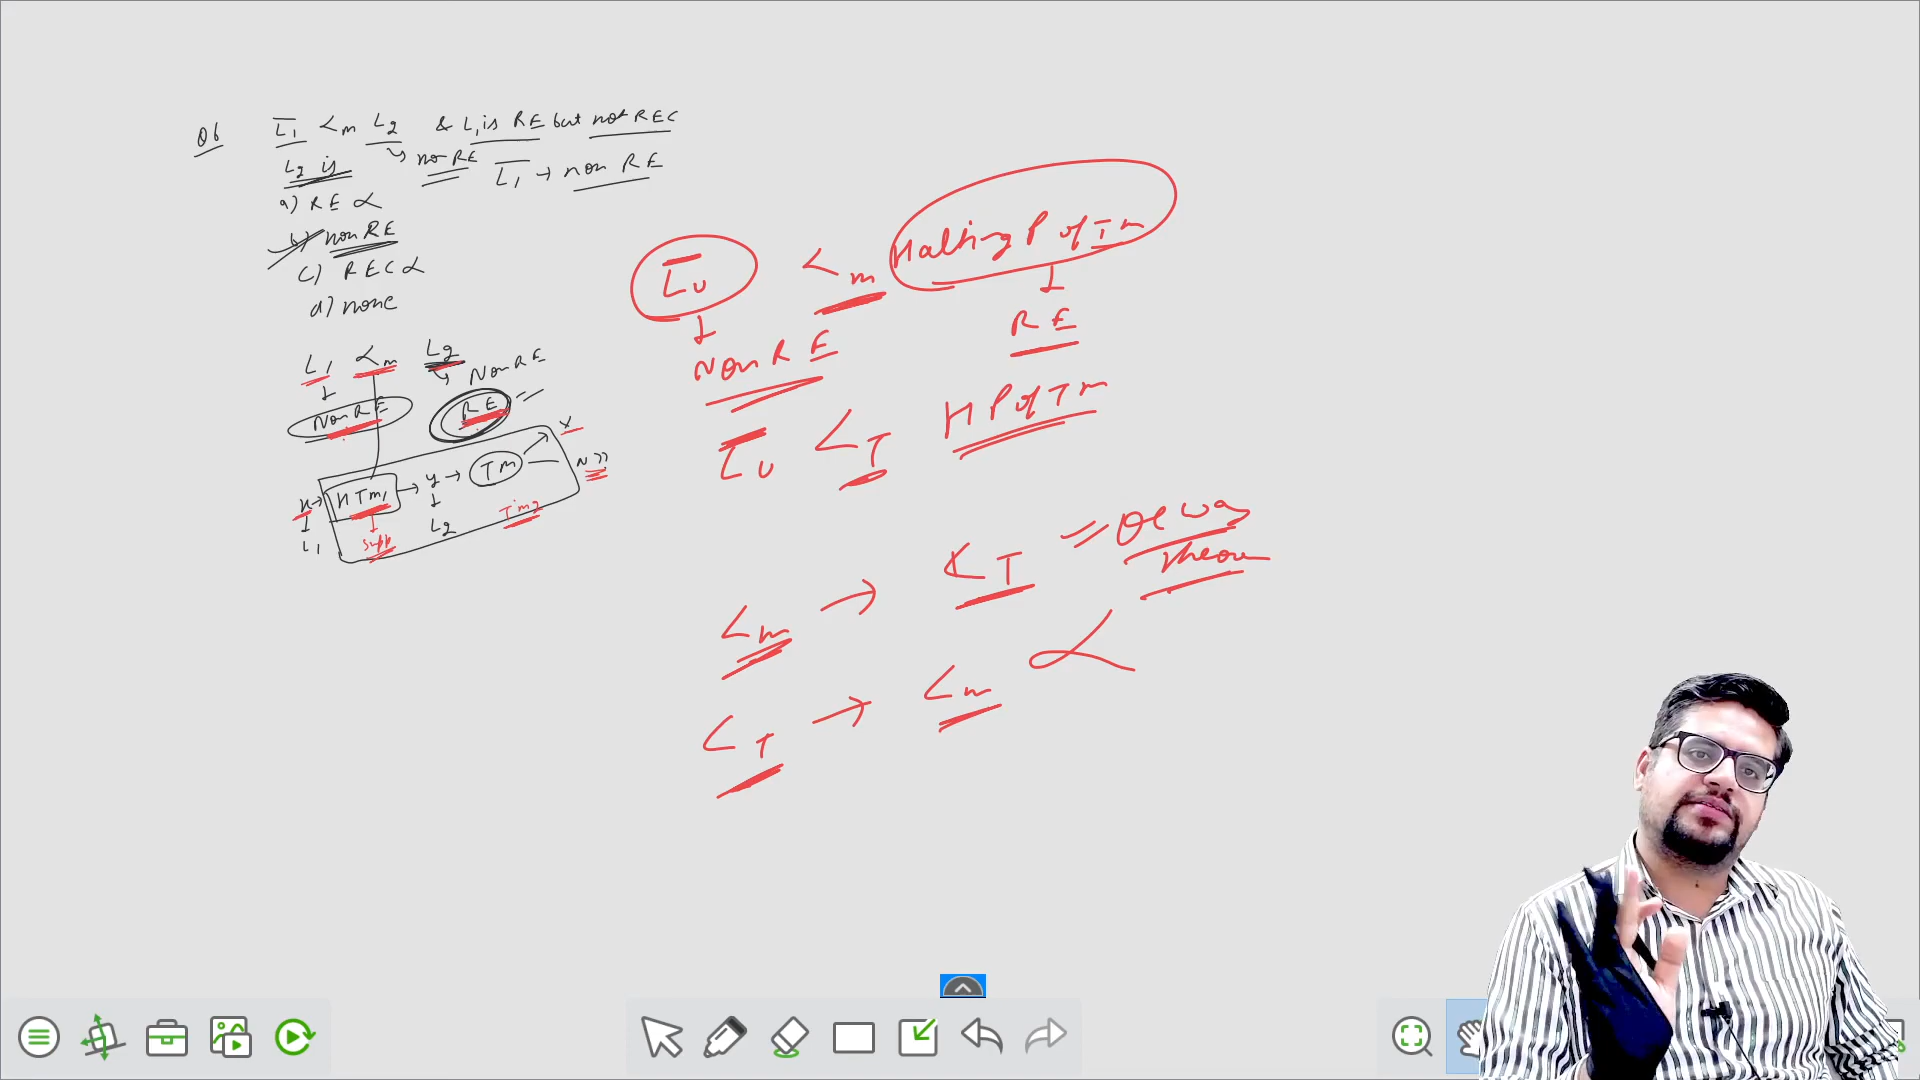 Q6 L̅1 <m L2 & L1 is RE but not REC
L2 is non RE L̅1 → non RE
a) RE
b) non RE
c) REC
d) none
L1 <m L2
Non RE
Non RE RE
x → HTm1 → y → Tm
N
L1 L2 Tm2
L̅u <m Halting P of Tm
Non RE RE
L̅u <T HP of Tm
<m → <T
Theorem
<T → <m